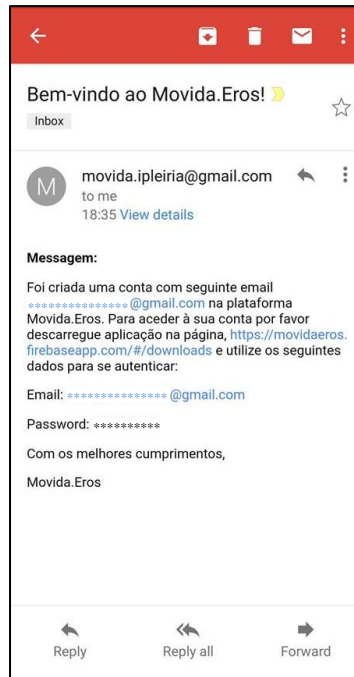 Bem-vindo ao Movida.Eros!
Inbox
M
movida.ipleiria@gmail.com
to me
18:35 View details
Messagem:
Foi criada uma conta com seguinte email
***************@gmail.com na plataforma
Movida.Eros. Para aceder à sua conta por favor
descarregue aplicação na página, https://movidaeros.
firebaseapp.com/#/downloads e utilize os seguintes
dados para se autenticar:
Email: *************** @gmail.com
Password: **********
Com os melhores cumprimentos,
Movida.Eros
Reply Reply all Forward